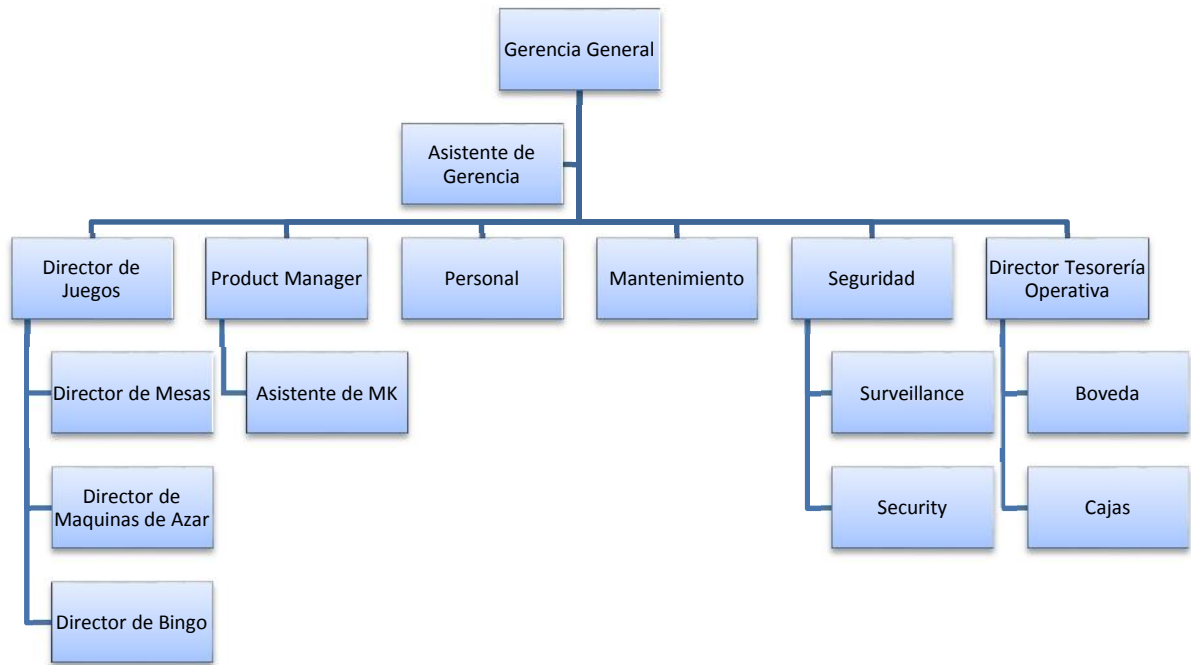 Gerencia General
Asistente de
Gerencia
Director de
Juegos
Product Manager
Personal
Mantenimiento
Seguridad
Director Tesorería
Operativa
Director de Mesas
Asistente de MK
Surveillance
Boveda
Director de
Maquinas de Azar
Security
Cajas
Director de Bingo